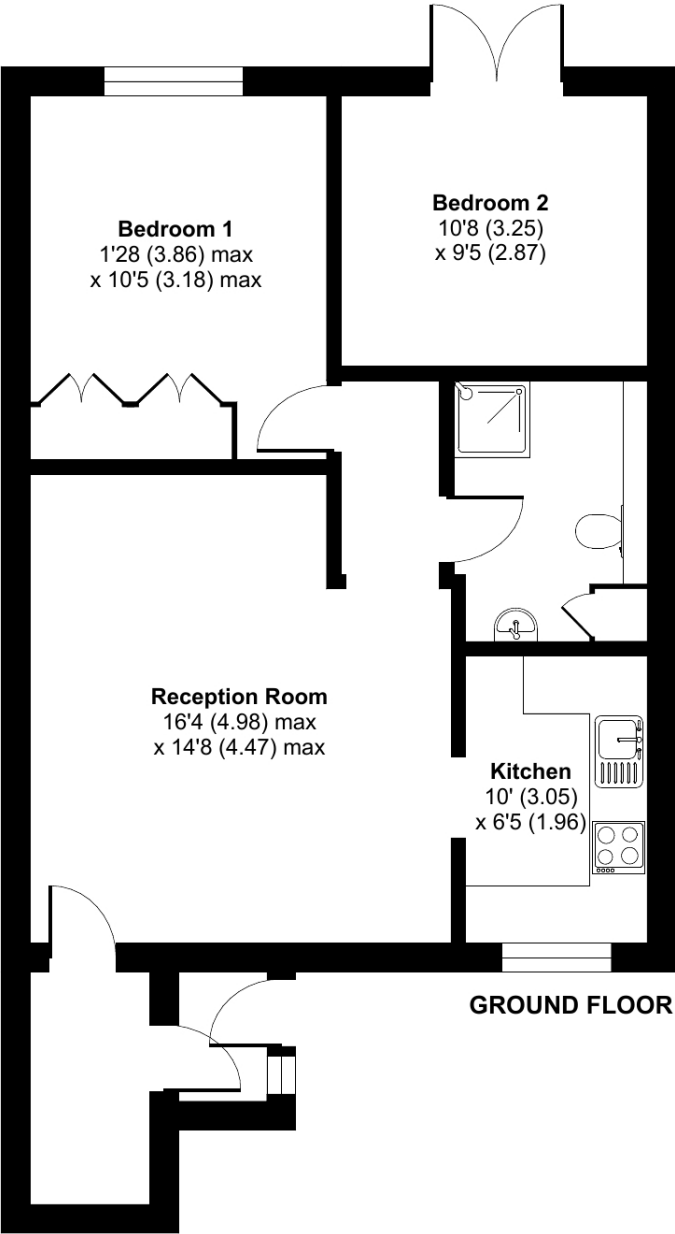 Bedroom 1
1'28 (3.86) max
x 10'5 (3.18) max
Bedroom 2
10'8 (3.25)
x 9'5 (2.87)
Reception Room
16'4 (4.98) max
x 14'8 (4.47) max
Kitchen
10' (3.05)
x 6'5 (1.96)
GROUND FLOOR